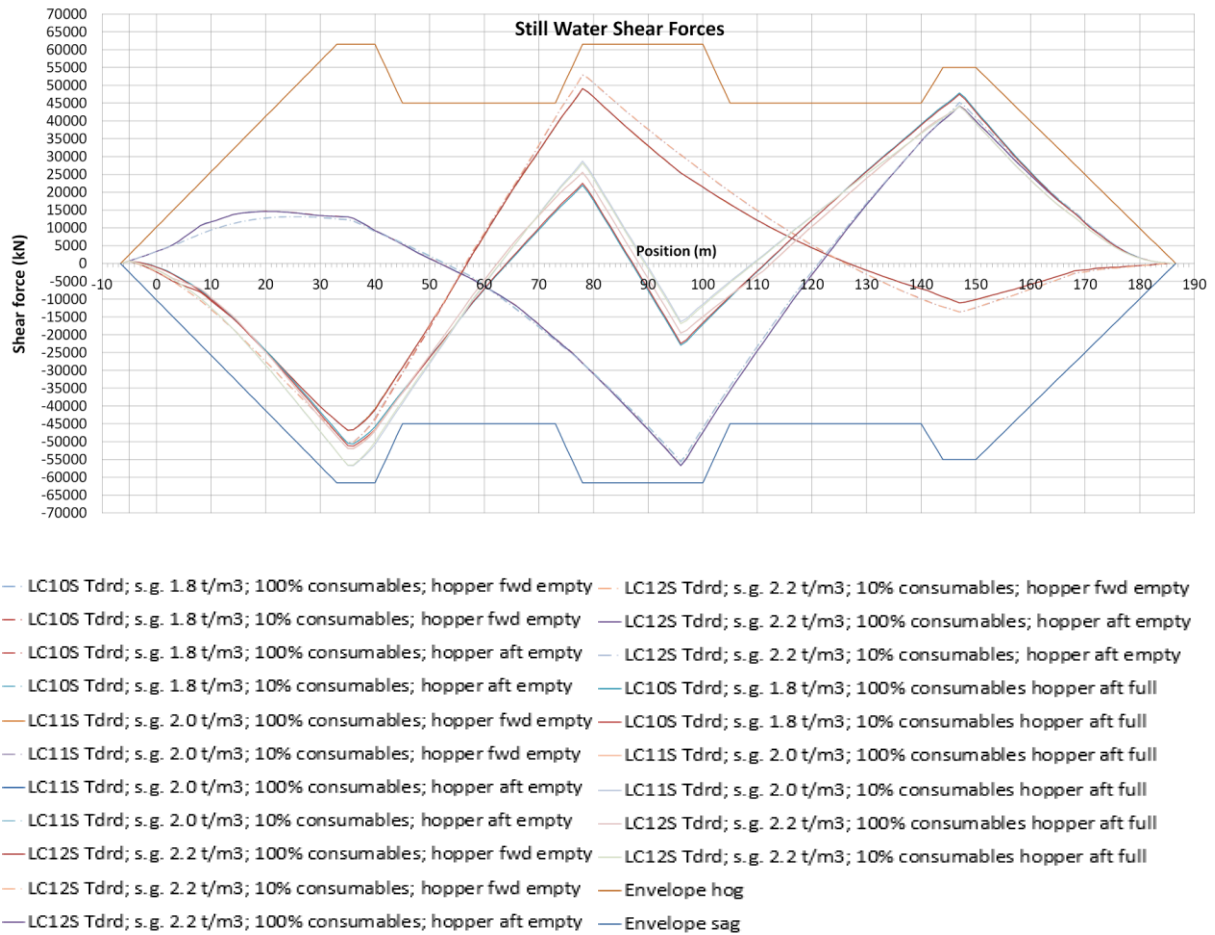 Still Water Shear Forces
70000
65000
60000
55000
50000
45000
40000
35000
30000
25000
20000
15000
10000
5000
0
-5000
-10000
-15000
-20000
-25000
-30000
-35000
-40000
-45000
-50000
-55000
-60000
-65000
-70000
Shear force (kN)
Position (m)
-10 0 10 20 30 40 50 60 70 80 90 100 110 120 130 140 150 160 170 180 190
LC10S Tdrd; s.g. 1.8 t/m3; 100% consumables; hopper fwd empty
LC10S Tdrd; s.g. 1.8 t/m3; 10% consumables; hopper fwd empty
LC10S Tdrd; s.g. 1.8 t/m3; 100% consumables; hopper aft empty
LC10S Tdrd; s.g. 1.8 t/m3; 10% consumables; hopper aft empty
LC11S Tdrd; s.g. 2.0 t/m3; 100% consumables; hopper fwd empty
LC11S Tdrd; s.g. 2.0 t/m3; 10% consumables; hopper fwd empty
LC11S Tdrd; s.g. 2.0 t/m3; 100% consumables; hopper aft empty
LC11S Tdrd; s.g. 2.0 t/m3; 10% consumables; hopper aft empty
LC12S Tdrd; s.g. 2.2 t/m3; 100% consumables; hopper fwd empty
LC12S Tdrd; s.g. 2.2 t/m3; 10% consumables; hopper fwd empty
LC12S Tdrd; s.g. 2.2 t/m3; 100% consumables; hopper aft empty
LC12S Tdrd; s.g. 2.2 t/m3; 10% consumables; hopper fwd empty
LC12S Tdrd; s.g. 2.2 t/m3; 100% consumables; hopper aft empty
LC12S Tdrd; s.g. 2.2 t/m3; 10% consumables; hopper aft empty
LC10S Tdrd; s.g. 1.8 t/m3; 100% consumables hopper aft full
LC10S Tdrd; s.g. 1.8 t/m3; 10% consumables hopper aft full
LC11S Tdrd; s.g. 2.0 t/m3; 100% consumables hopper aft full
LC11S Tdrd; s.g. 2.0 t/m3; 10% consumables hopper aft full
LC12S Tdrd; s.g. 2.2 t/m3; 100% consumables hopper aft full
LC12S Tdrd; s.g. 2.2 t/m3; 10% consumables hopper aft full
Envelope hog
Envelope sag